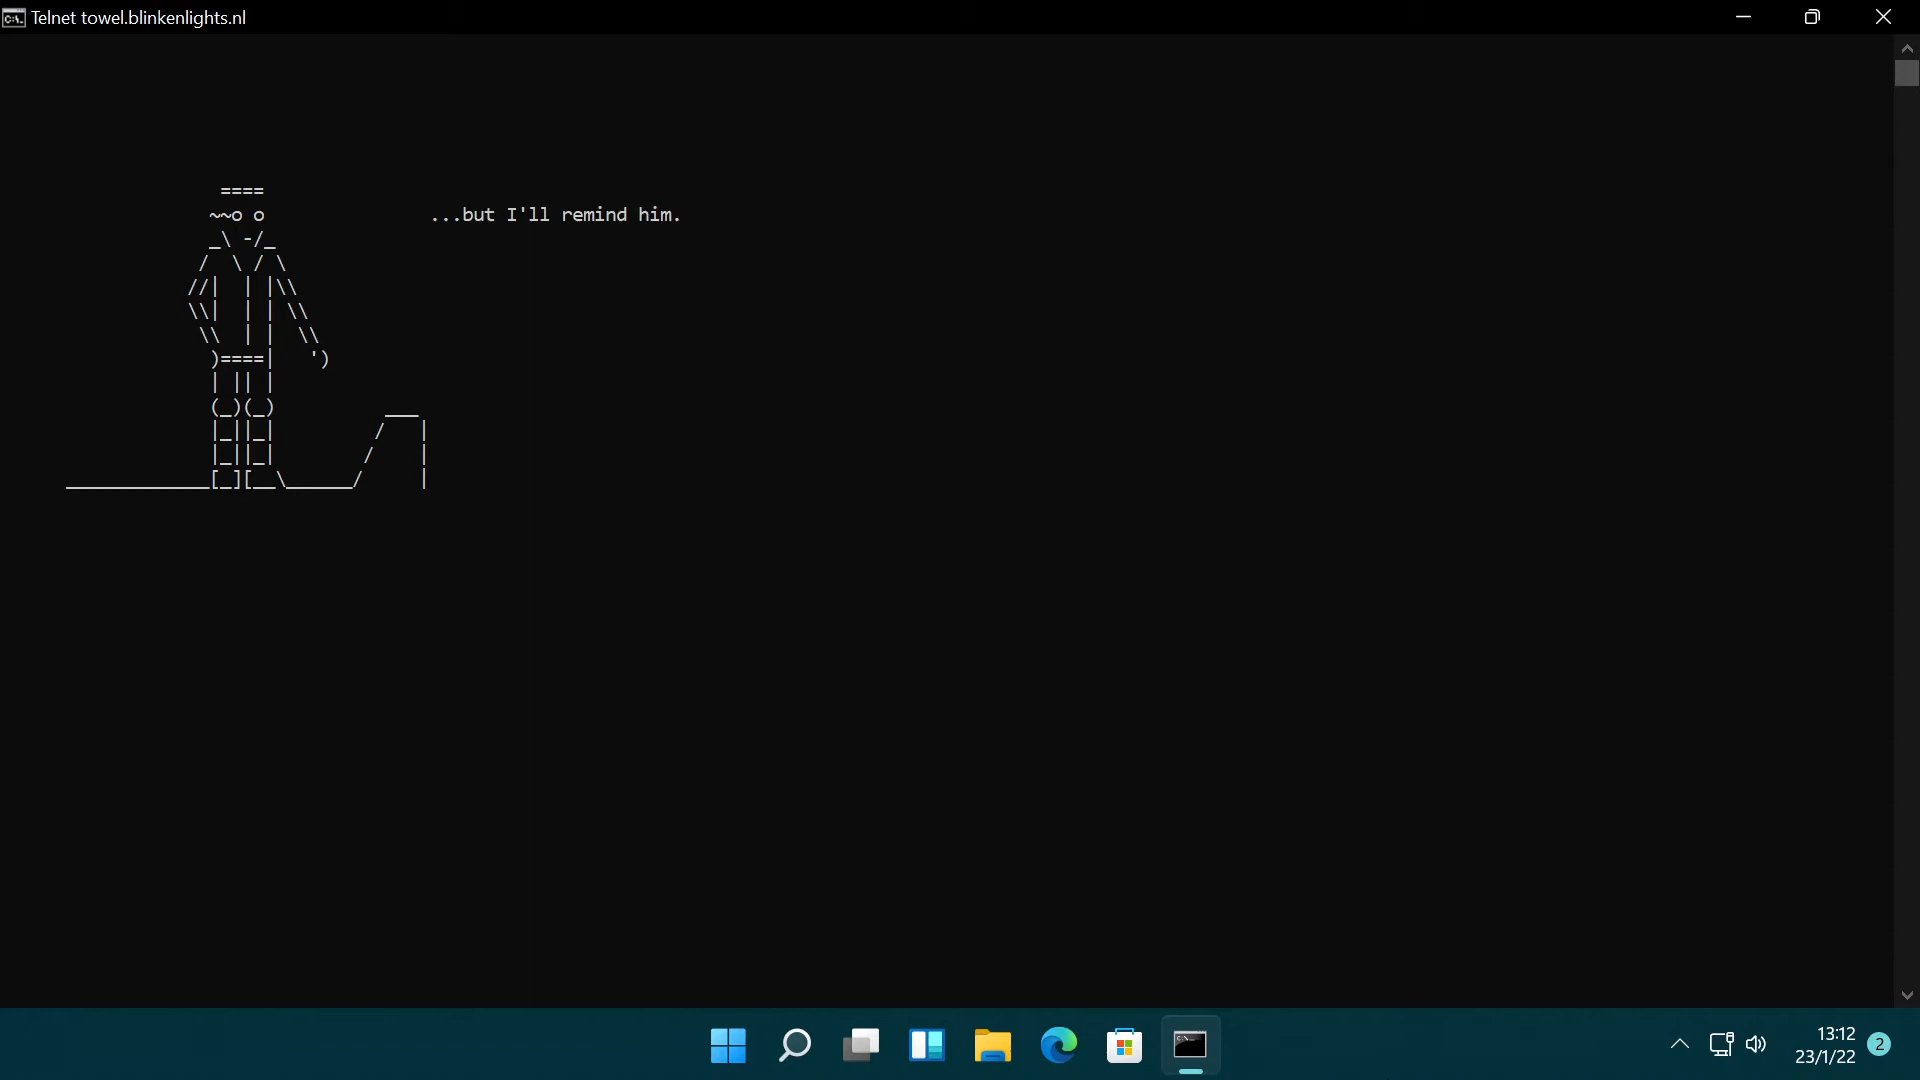 Telnet towel.blinkenlights.nl
...but I'll remind him.
13:12
23/1/22
2